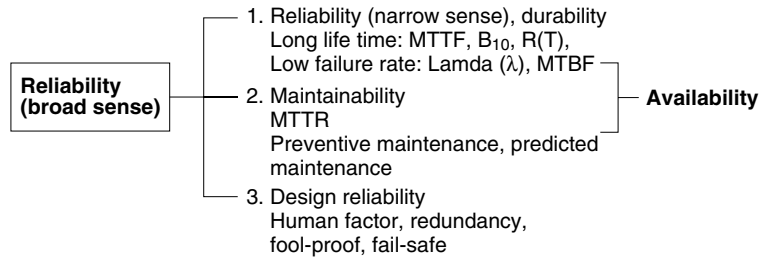 1. Reliability (narrow sense), durability
Long life time: MTTF, B10, R(T),
Low failure rate: Lamda (λ), MTBF
Reliability
(broad sense)
2. Maintainability
MTTR
Preventive maintenance, predicted
maintenance
Availability
3. Design reliability
Human factor, redundancy,
fool-proof, fail-safe